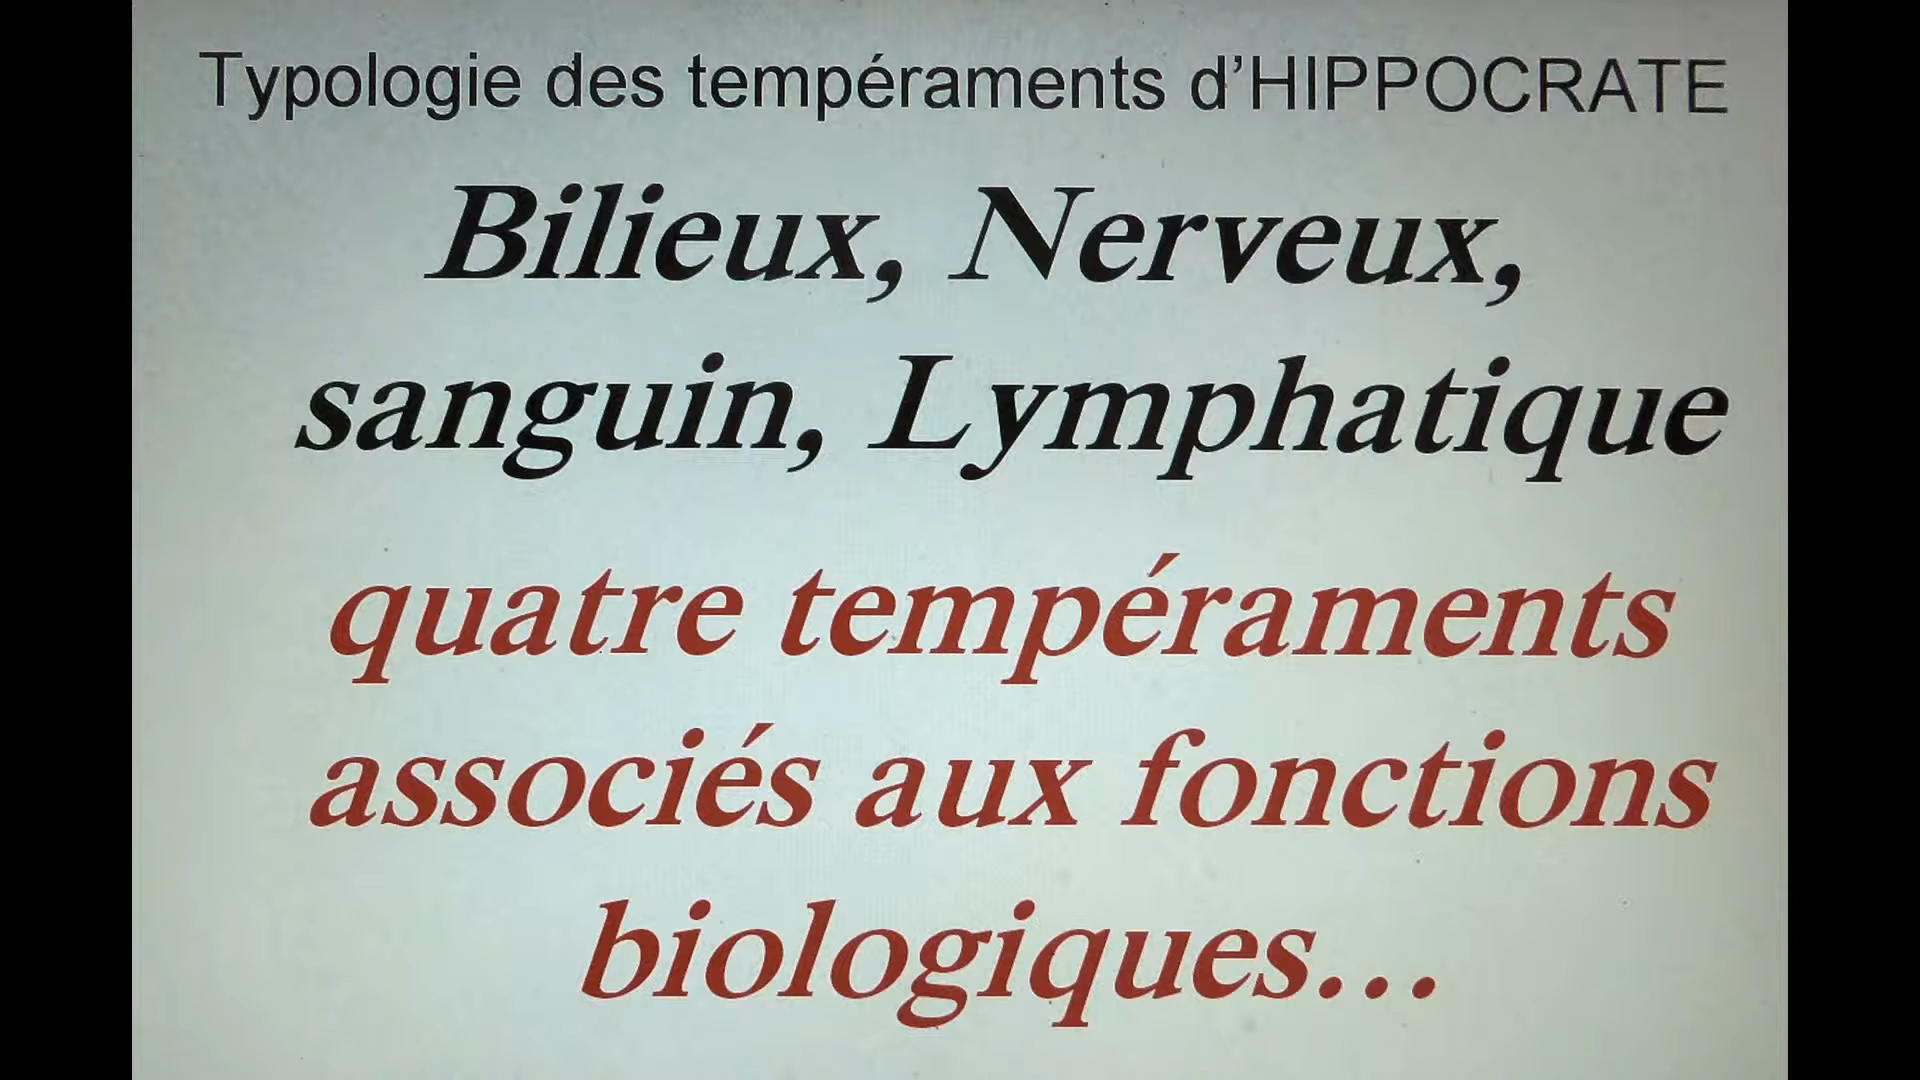 Typologie des tempéraments d’HIPPOCRATE
Bilieux, Nerveux,
sanguin, Lymphatique
quatre tempéraments
associés aux fonctions
biologiques…